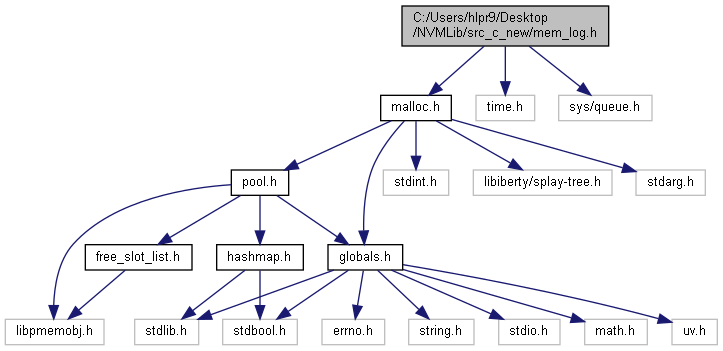 C:/Users/hlpr9/Desktop
/NVMLib/src_c_new/mem_log.h
malloc.h
time.h
sys/queue.h
pool.h
stdint.h
libiberty/splay-tree.h
stdarg.h
free_slot_list.h
hashmap.h
globals.h
libpmemobj.h
stdlib.h
stdbool.h
errno.h
string.h
stdio.h
math.h
uv.h